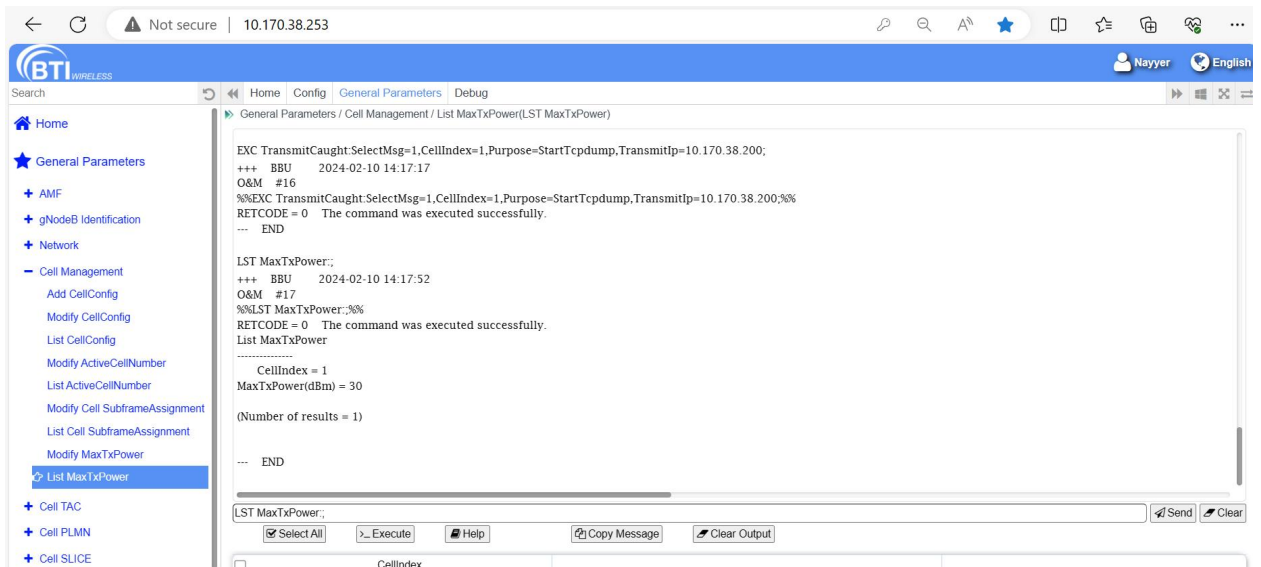 Not secure | 10.170.38.253
BTI WIRELESS
Nayyer English
Search
Home Config General Parameters Debug
General Parameters / Cell Management / List MaxTxPower(LST MaxTxPower)
Home
General Parameters
+ AMF
+ gNodeB Identification
+ Network
− Cell Management
Add CellConfig
Modify CellConfig
List CellConfig
Modify ActiveCellNumber
List ActiveCellNumber
Modify Cell SubframeAssignment
List Cell SubframeAssignment
Modify MaxTxPower
List MaxTxPower
+ Cell TAC
+ Cell PLMN
+ Cell SLICE
EXC TransmitCaught:SelectMsg=1,CellIndex=1,Purpose=StartTcpdump,TransmitIp=10.170.38.200;
+++ BBU 2024-02-10 14:17:17
O&M #16
%%EXC TransmitCaught:SelectMsg=1,CellIndex=1,Purpose=StartTcpdump,TransmitIp=10.170.38.200;%%
RETCODE = 0 The command was executed successfully.
--- END
LST MaxTxPower:;
+++ BBU 2024-02-10 14:17:52
O&M #17
%%LST MaxTxPower:;%%
RETCODE = 0 The command was executed successfully.
List MaxTxPower
---------------
CellIndex = 1
MaxTxPower(dBm) = 30
(Number of results = 1)
--- END
LST MaxTxPower:;
Send Clear
Select All >_ Execute Help Copy Message Clear Output
CellIndex